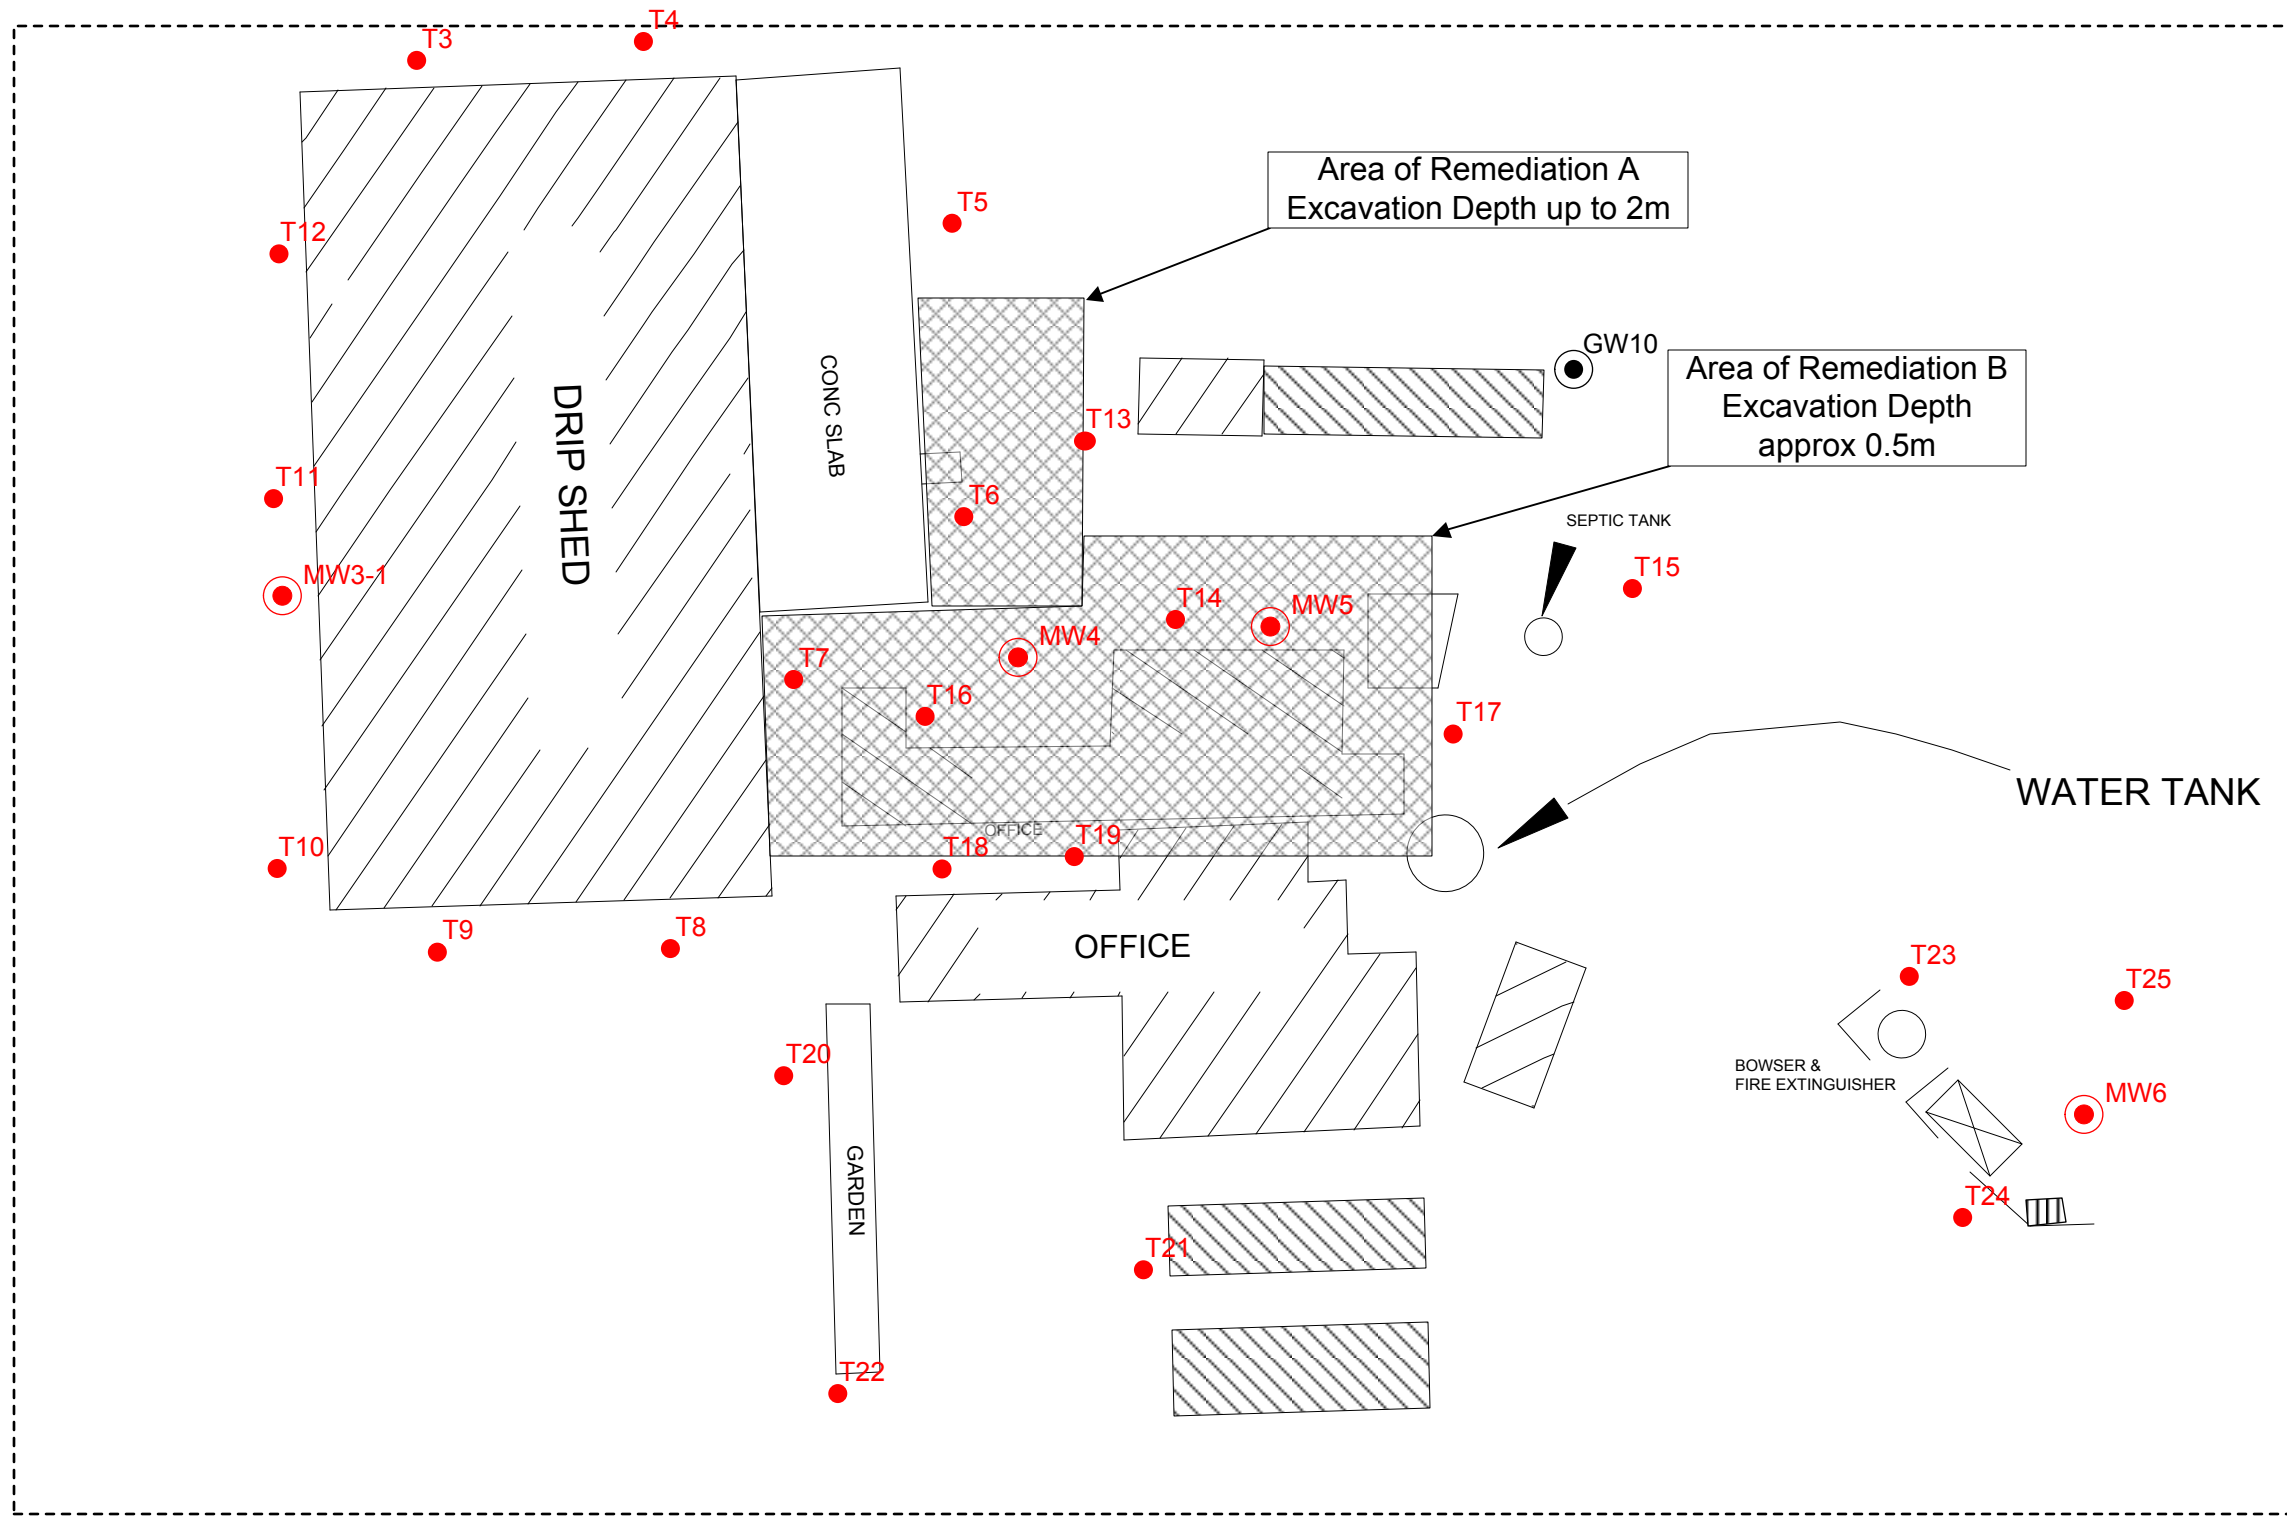 T4
T3
Area of Remediation A
Excavation Depth up to 2m
T5
T12
GW10
Area of Remediation B
Excavation Depth
approx 0.5m
CONC SLAB
DRIP SHED
T13
T11
T6
SEPTIC TANK
MW3-1
T15
T14
MW5
MW4
T7
T16
T17
WATER TANK
OFFICE
T19
T18
T10
T9
T8
OFFICE
T23
T25
T20
BOWSER &
FIRE EXTINGUISHER
MW6
GARDEN
T24
T21
T22